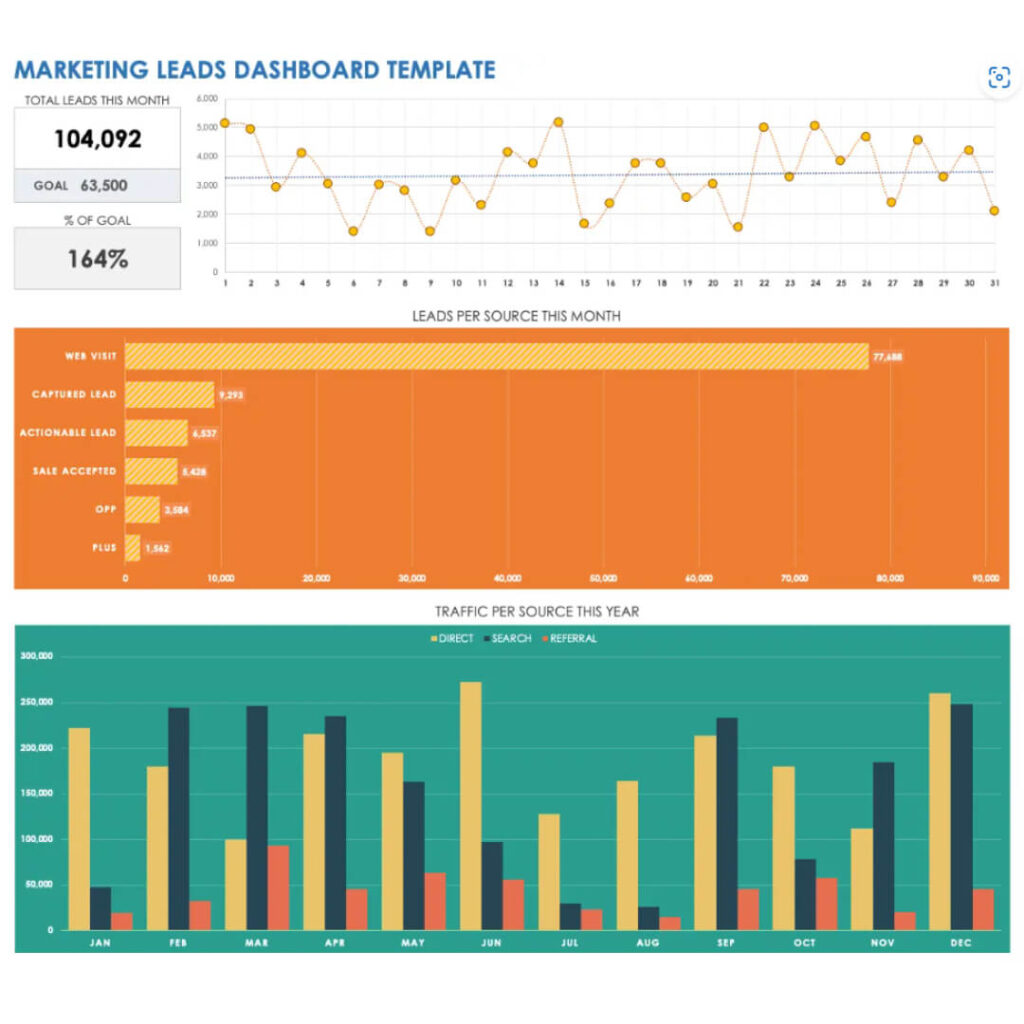 MARKETING LEADS DASHBOARD TEMPLATE
TOTAL LEADS THIS MONTH
104,092
GOAL 63,500
% OF GOAL
164%
6,000
5,000
4,000
3,000
2,000
1,000
0
1 2 3 4 5 6 7 8 9 10 11 12 13 14 15 16 17 18 19 20 21 22 23 24 25 26 27 28 29 30 31
LEADS PER SOURCE THIS MONTH
WEB VISIT 77,688
CAPTURED LEAD 9,293
ACTIONABLE LEAD 6,537
SALE ACCEPTED 5,428
OPP 3,584
PLUS 1,562
0 10,000 20,000 30,000 40,000 50,000 60,000 70,000 80,000 90,000
TRAFFIC PER SOURCE THIS YEAR
DIRECT SEARCH REFERRAL
300,000
250,000
200,000
150,000
100,000
50,000
0
JAN FEB MAR APR MAY JUN JUL AUG SEP OCT NOV DEC